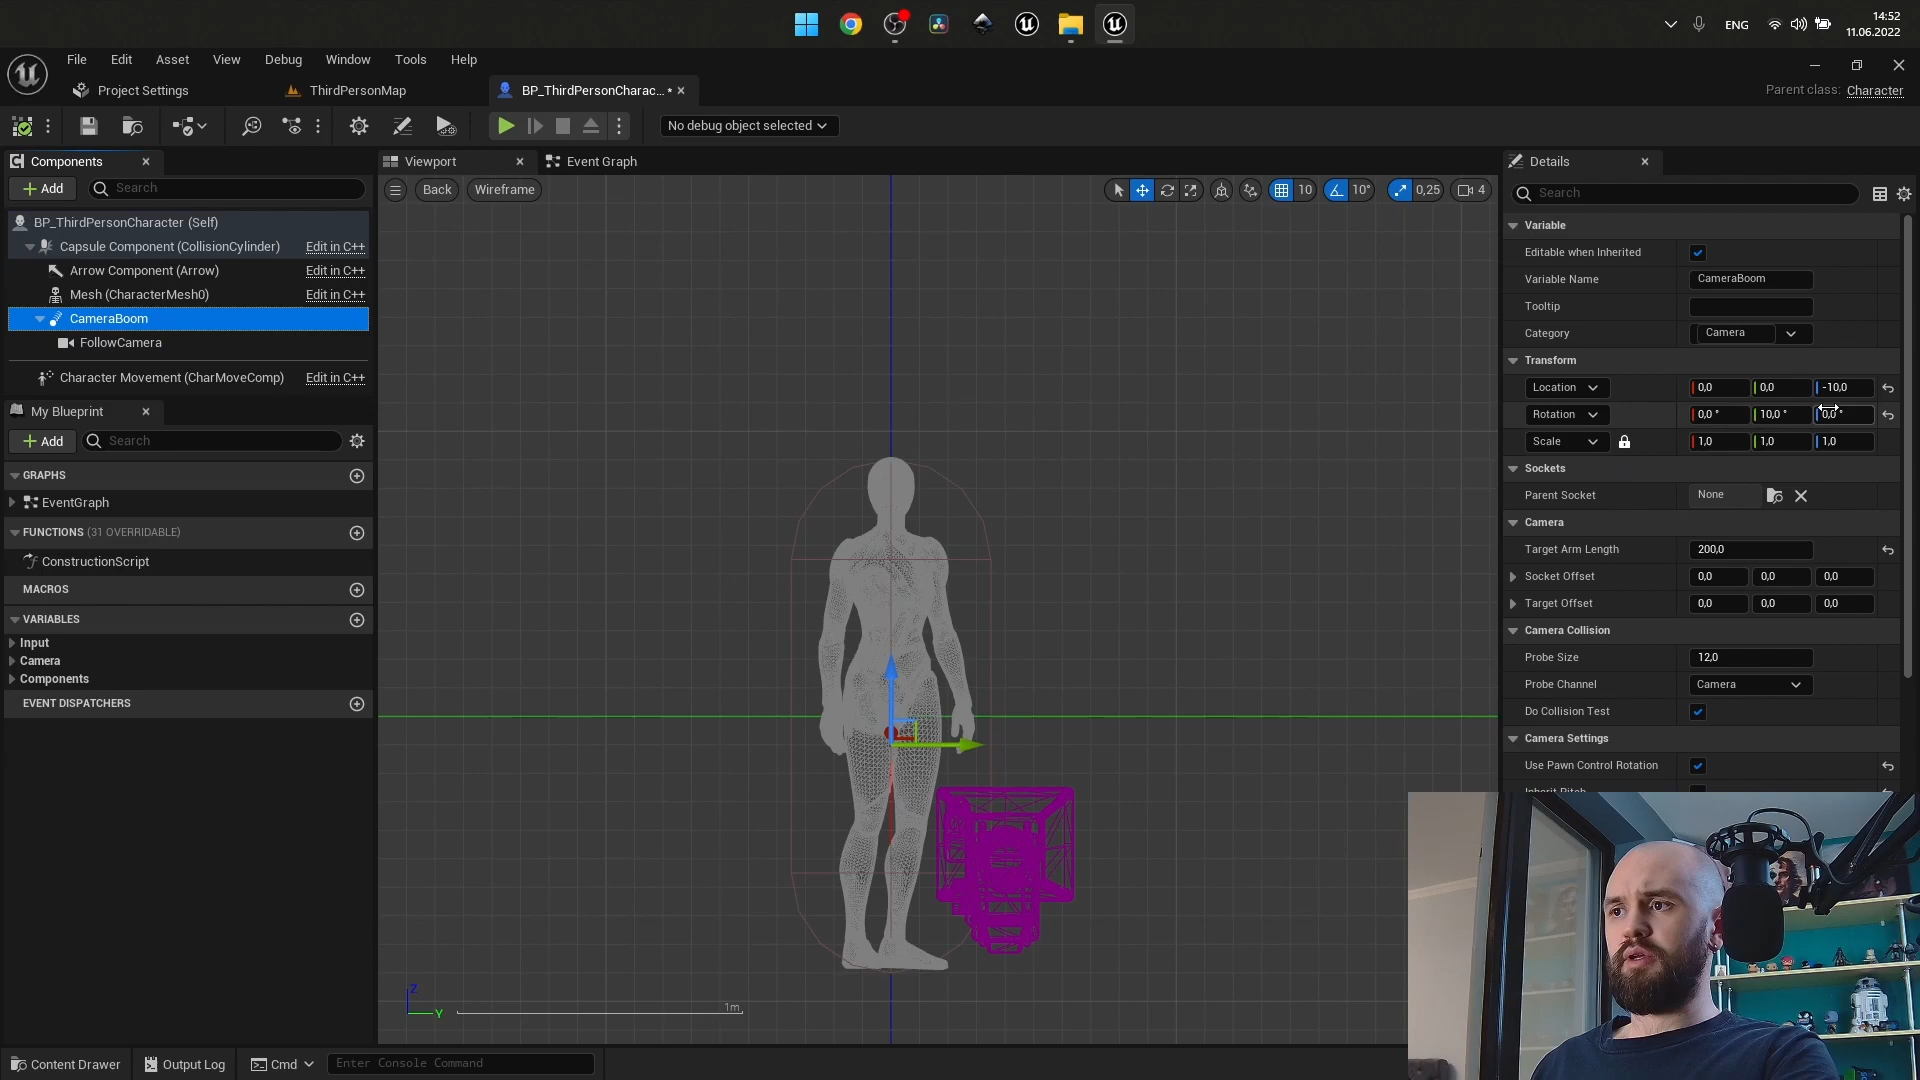 ENG
14:52
11.06.2022
File Edit Asset View Debug Window Tools Help
Project Settings
ThirdPersonMap
BP_ThirdPersonCharac... •
Parent class: Character
No debug object selected
Components
Add
Search
BP_ThirdPersonCharacter (Self)
Capsule Component (CollisionCylinder) Edit in C++
Arrow Component (Arrow) Edit in C++
Mesh (CharacterMesh0) Edit in C++
CameraBoom
FollowCamera
Character Movement (CharMoveComp) Edit in C++
My Blueprint
Add
Search
GRAPHS
EventGraph
FUNCTIONS (31 OVERRIDABLE)
ConstructionScript
MACROS
VARIABLES
Input
Camera
Components
EVENT DISPATCHERS
Viewport
Event Graph
Back
Wireframe
10
10°
0,25
4
Z
Y
1m
Details
Search
Variable
Editable when Inherited
Variable Name CameraBoom
Tooltip
Category Camera
Transform
Location 0,0 0,0 -10,0
Rotation 0,0 ° 10,0 ° 0,0 °
Scale 1,0 1,0 1,0
Sockets
Parent Socket None
Camera
Target Arm Length 200,0
Socket Offset 0,0 0,0 0,0
Target Offset 0,0 0,0 0,0
Camera Collision
Probe Size 12,0
Probe Channel Camera
Do Collision Test
Camera Settings
Use Pawn Control Rotation
Inherit Pitch
Content Drawer
Output Log
Cmd
Enter Console Command